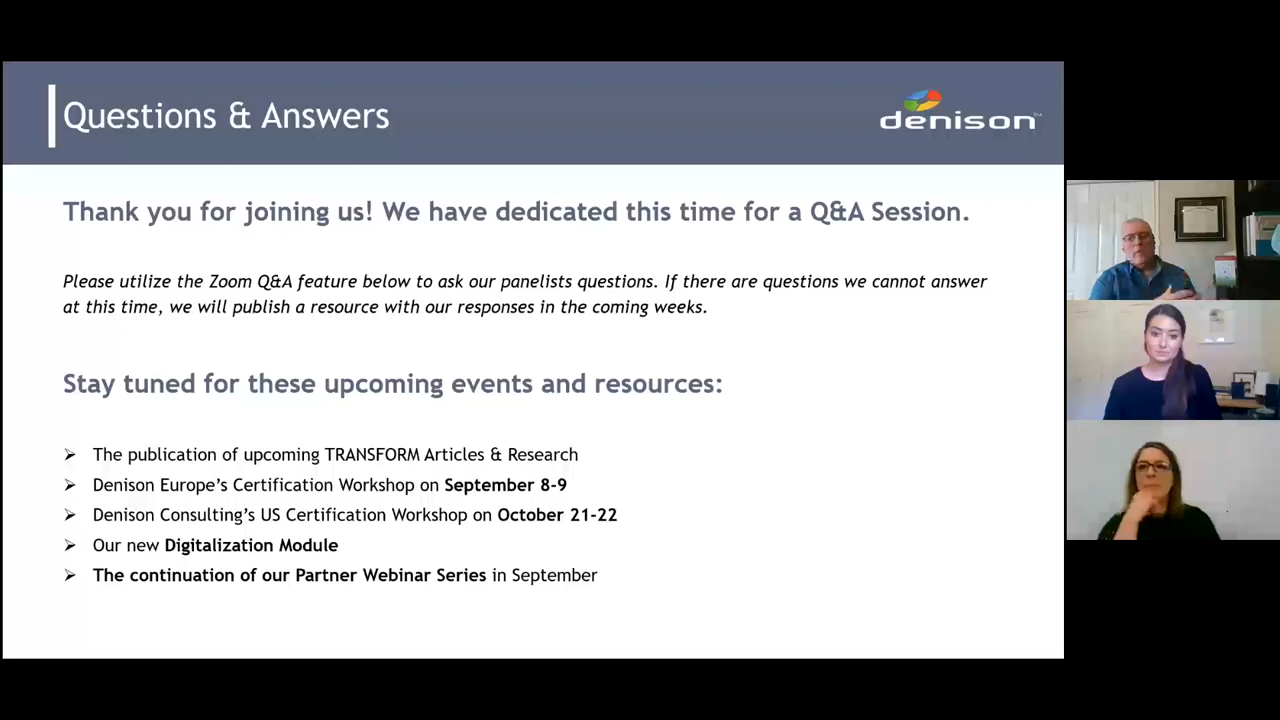 Questions & Answers
denison™
Thank you for joining us! We have dedicated this time for a Q&A Session.
Please utilize the Zoom Q&A feature below to ask our panelists questions. If there are questions we cannot answer
at this time, we will publish a resource with our responses in the coming weeks.
Stay tuned for these upcoming events and resources:
➢ The publication of upcoming TRANSFORM Articles & Research
➢ Denison Europe's Certification Workshop on September 8-9
➢ Denison Consulting's US Certification Workshop on October 21-22
➢ Our new Digitalization Module
➢ The continuation of our Partner Webinar Series in September